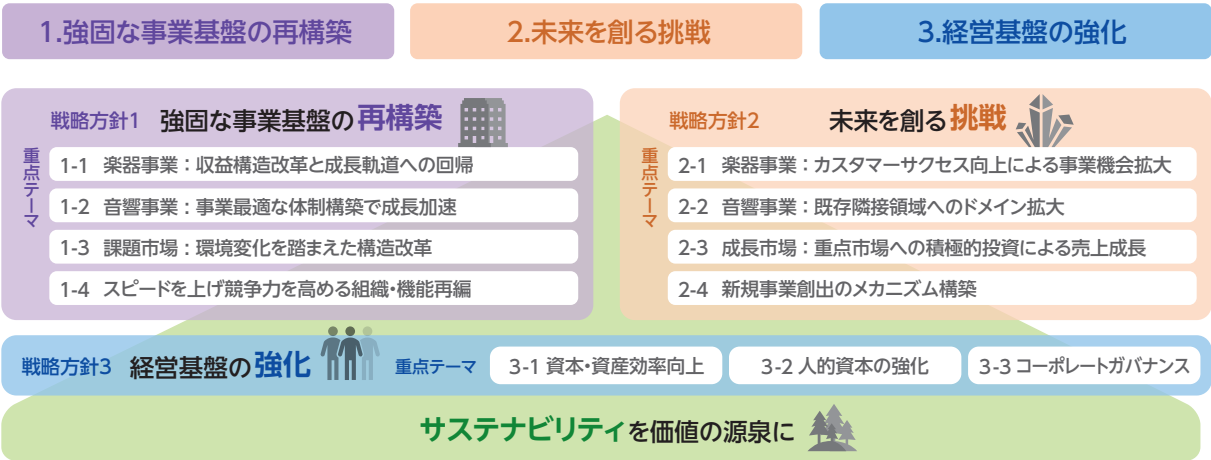 1.強固な事業基盤の再構築
2.未来を創る挑戦
3.経営基盤の強化
戦略方針1 強固な事業基盤の再構築
重点テーマ
1-1 楽器事業：収益構造改革と成長軌道への回帰
1-2 音響事業：事業最適な体制構築で成長加速
1-3 課題市場：環境変化を踏まえた構造改革
1-4 スピードを上げ競争力を高める組織・機能再編
戦略方針2 未来を創る挑戦
重点テーマ
2-1 楽器事業：カスタマーサクセス向上による事業機会拡大
2-2 音響事業：既存隣接領域へのドメイン拡大
2-3 成長市場：重点市場への積極的投資による売上成長
2-4 新規事業創出のメカニズム構築
戦略方針3 経営基盤の強化 重点テーマ 3-1 資本・資産効率向上 3-2 人的資本の強化 3-3 コーポレートガバナンス
サステナビリティを価値の源泉に